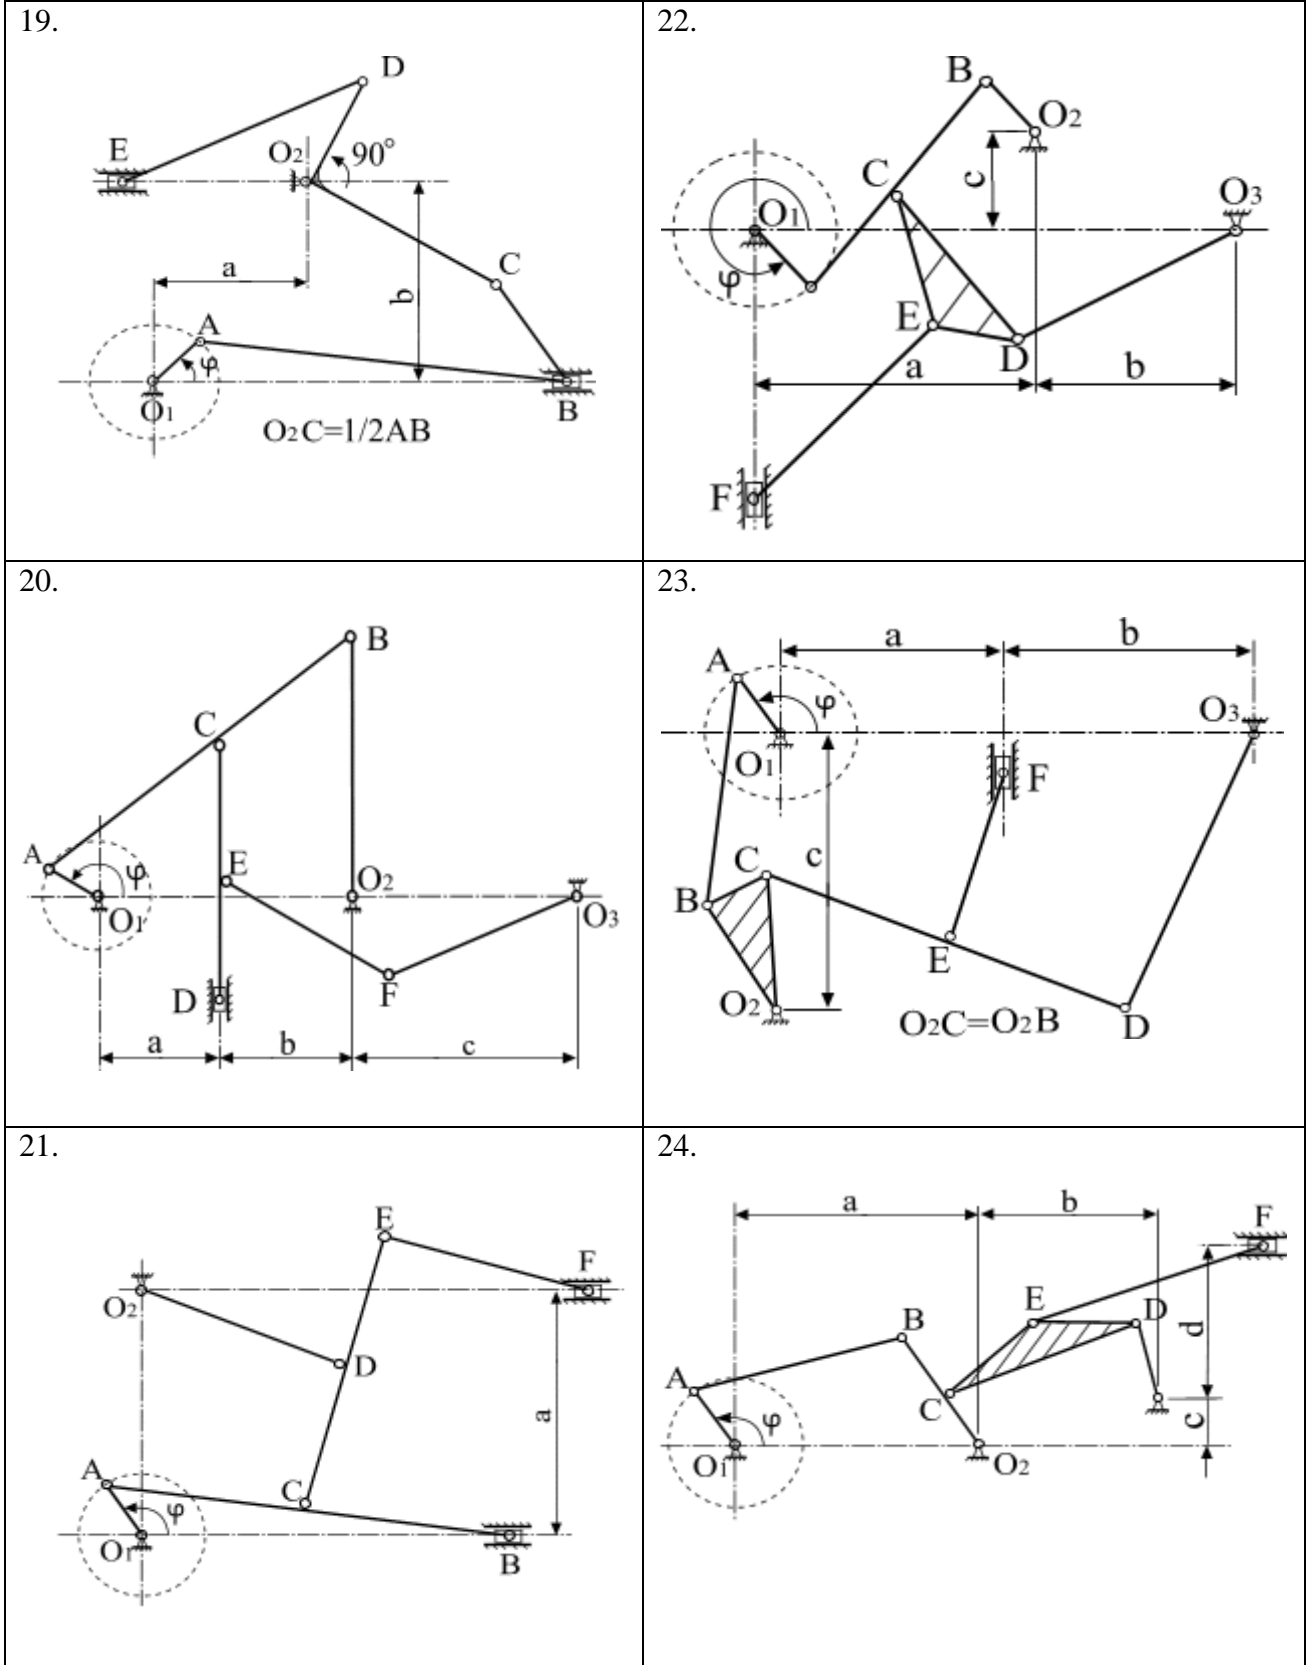 19.
D
E
O2
90°
a
C
b
A
φ
O1
B
O2C=1/2AB
22.
B
O2
C
c
O3
O1
φ
E
D
a
b
F
20.
B
C
A
φ
E
O2
O1
O3
D
F
a
b
c
23.
a
b
A
φ
O3
O1
F
C
c
B
E
O2
O2C=O2B
D
21.
E
F
O2
D
a
A
C
φ
O1
B
24.
a
b
F
E
D
B
d
A
C
φ
c
O1
O2